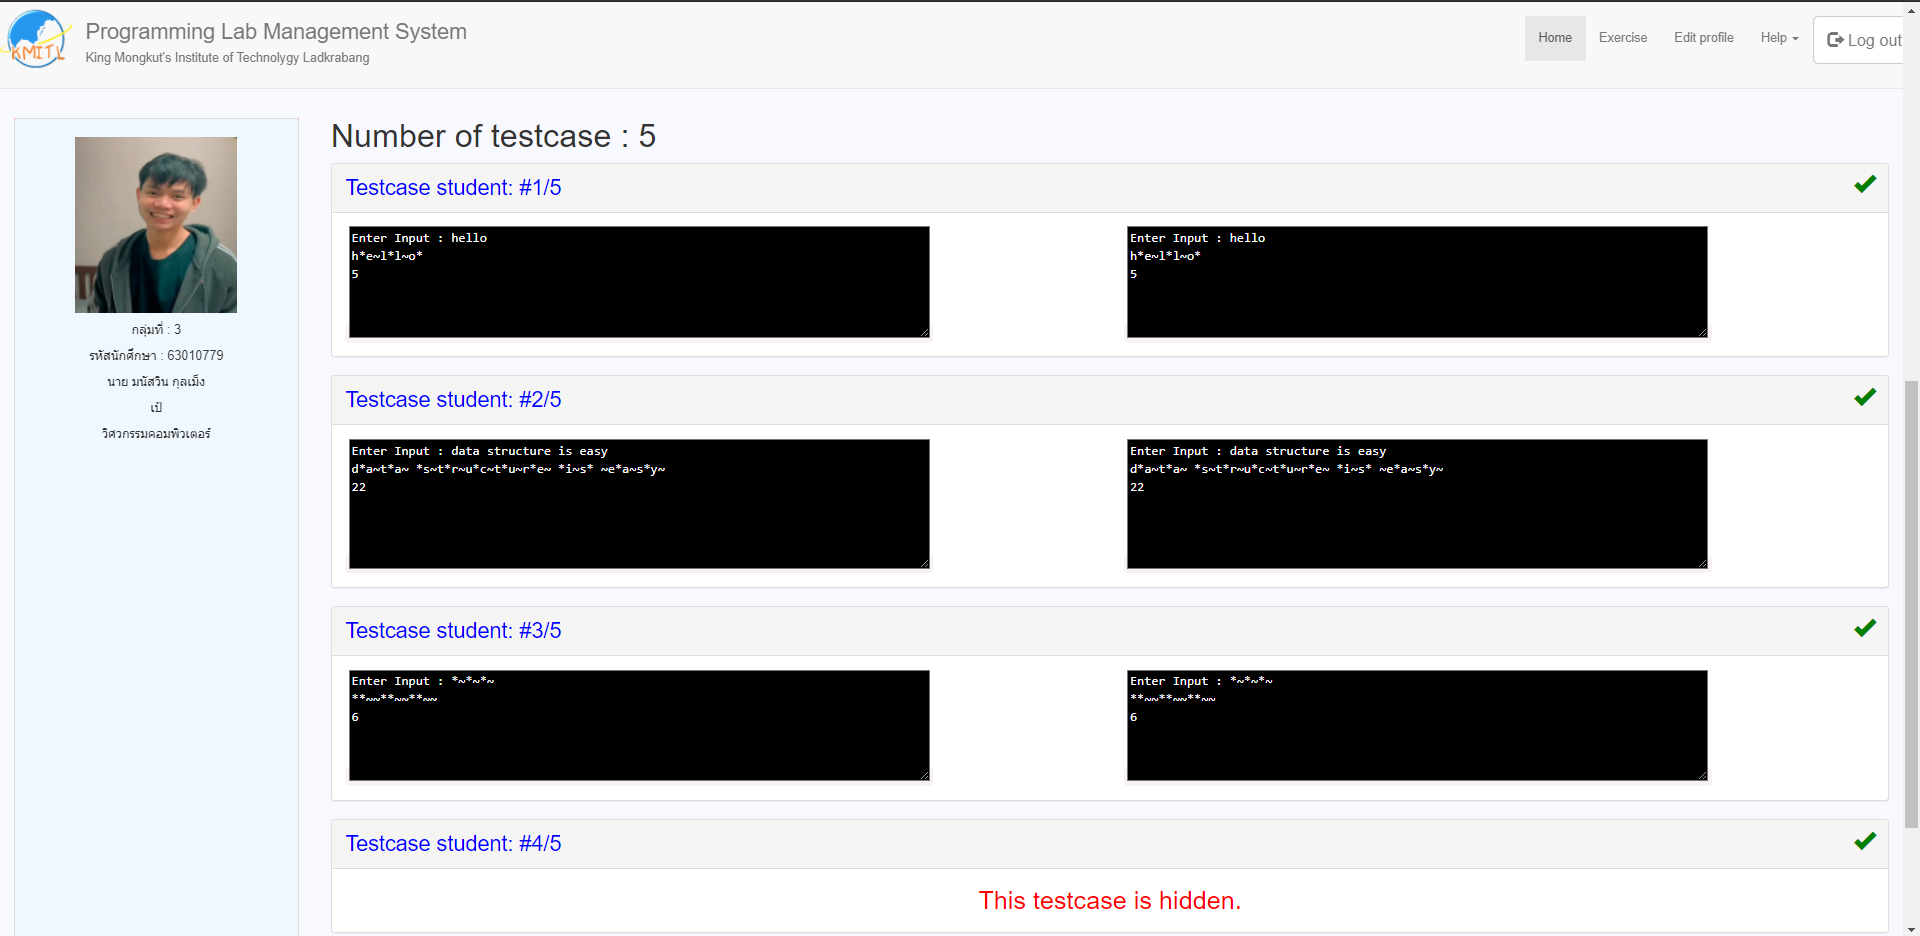 KMITL
Programming Lab Management System
King Mongkut's Institute of Technolygy Ladkrabang
Home
Exercise
Edit profile
Help
Log out
กลุ่มที่ : 3
รหัสนักศึกษา : 63010779
นาย มนัสวิน กุลเม็ง
เป้
วิศวกรรมคอมพิวเตอร์
Number of testcase : 5
Testcase student: #1/5
Enter Input : hello
h*e~l*l~o*
5
Enter Input : hello
h*e~l*l~o*
5
Testcase student: #2/5
Enter Input : data structure is easy
d*a~t*a~ *s~t*r~u*c~t*u~r*e~ *i~s* ~e*a~s*y~
22
Enter Input : data structure is easy
d*a~t*a~ *s~t*r~u*c~t*u~r*e~ *i~s* ~e*a~s*y~
22
Testcase student: #3/5
Enter Input : *~*~*~
**~~**~~**~~
6
Enter Input : *~*~*~
**~~**~~**~~
6
Testcase student: #4/5
This testcase is hidden.